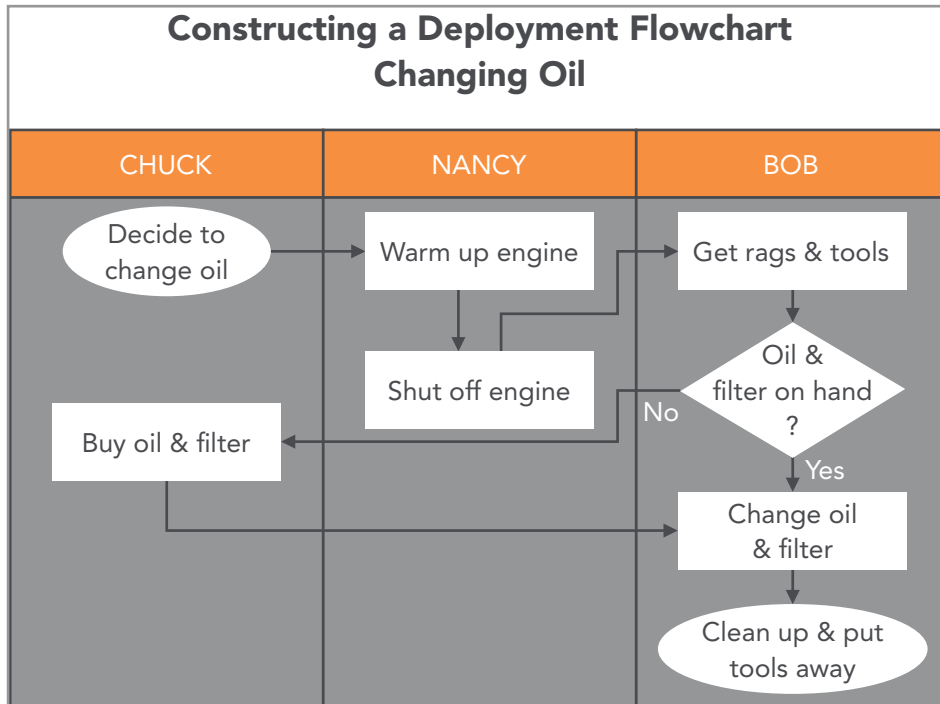 Constructing a Deployment Flowchart
Changing Oil
CHUCK
NANCY
BOB
Decide to
change oil
Warm up engine
Get rags & tools
Shut off engine
Oil &
filter on hand
?
No
Yes
Buy oil & filter
Change oil
& filter
Clean up & put
tools away